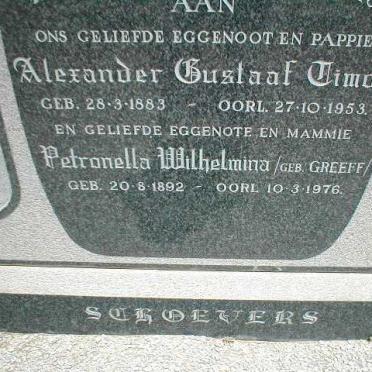 AAN
ONS GELIEFDE EGGENOOT EN PAPPIE
Alexander Gustaaf
GEB. 28·3·1883 - OORL. 27·10·1953.
EN GELIEFDE EGGENOTE EN MAMMIE
Petronella Wilhelmina /GEB. GREEFF/
GEB. 20·8·1892 - OORL 10·3·1976.
SCHOEVERS